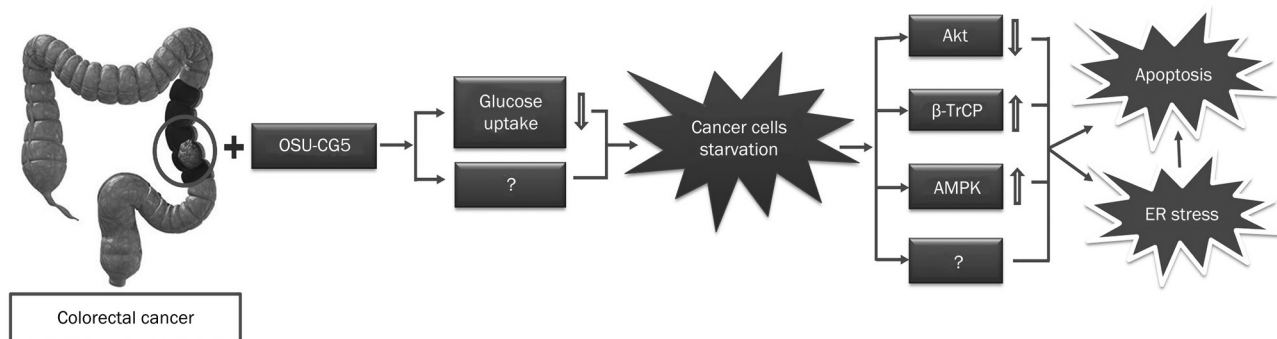 Colorectal cancer
+
OSU-CG5
Glucose
uptake
?
Cancer cells
starvation
Akt
β-TrCP
AMPK
?
Apoptosis
ER stress